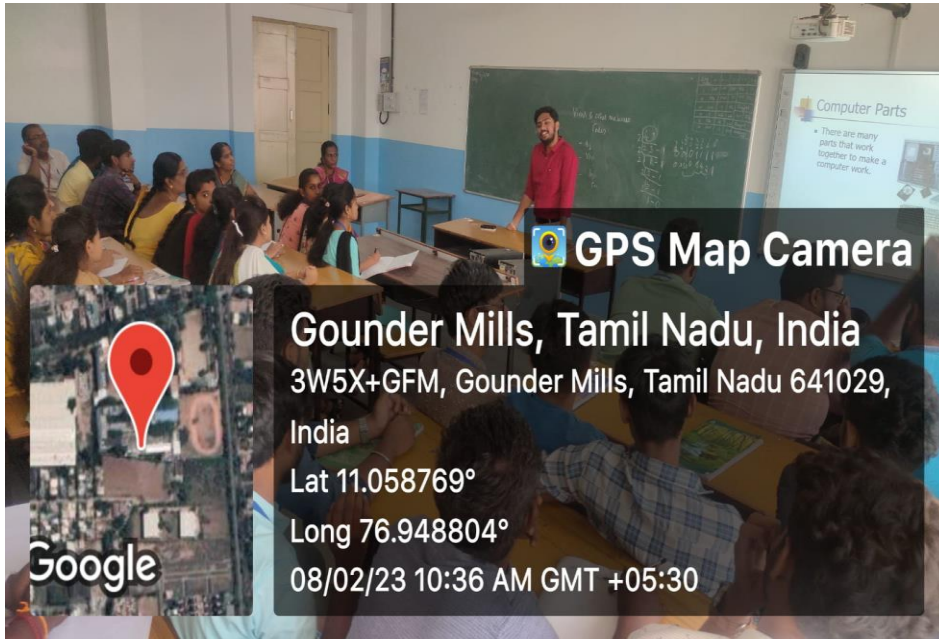 Computer Parts
• There are many
parts that work
together to make a
computer work.
GPS Map Camera
Gounder Mills, Tamil Nadu, India
3W5X+GFM, Gounder Mills, Tamil Nadu 641029,
India
Lat 11.058769°
Long 76.948804°
08/02/23 10:36 AM GMT +05:30
Google